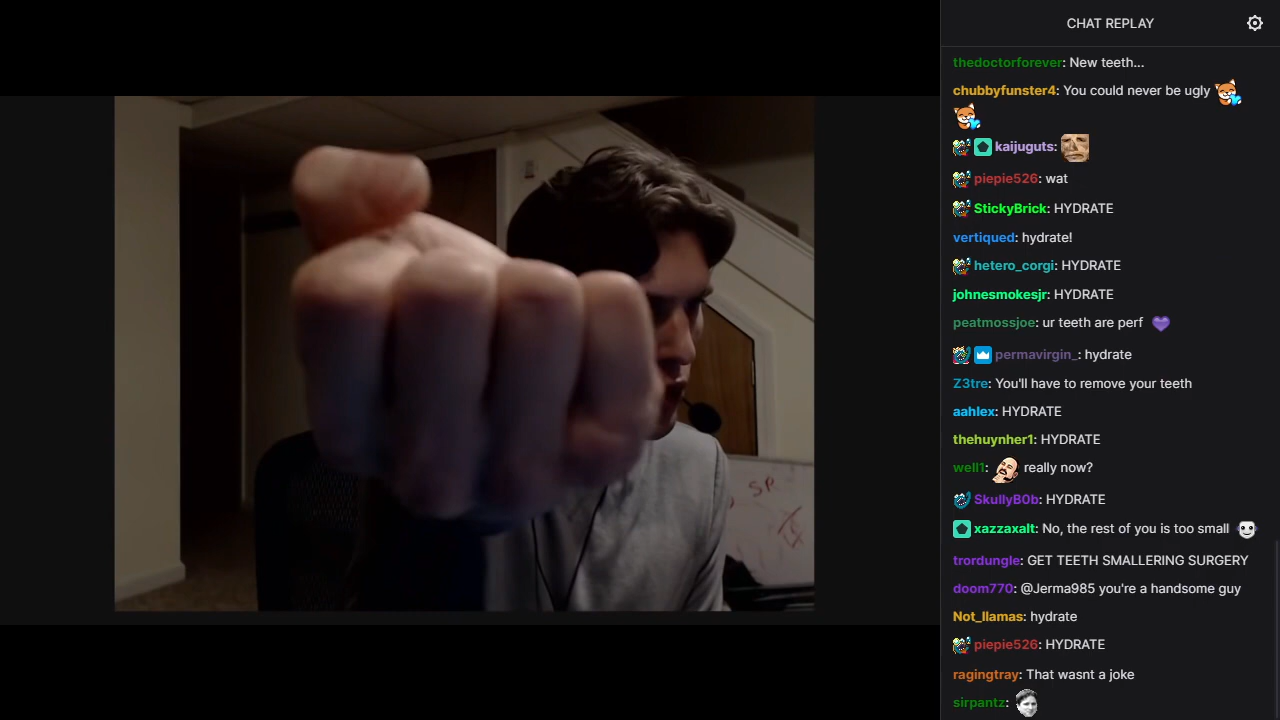 CHAT REPLAY
thedoctorforever: New teeth...
chubbyfunster4: You could never be ugly
kaijuguts:
piepie526: wat
StickyBrick: HYDRATE
vertiqued: hydrate!
hetero_corgi: HYDRATE
johnesmokesjr: HYDRATE
peatmossjoe: ur teeth are perf
permavirgin_: hydrate
Z3tre: You'll have to remove your teeth
aahlex: HYDRATE
thehuynher1: HYDRATE
well1: really now?
SkullyB0b: HYDRATE
xazzaxalt: No, the rest of you is too small
trordungle: GET TEETH SMALLERING SURGERY
doom770: @Jerma985 you're a handsome guy
Not_llamas: hydrate
piepie526: HYDRATE
ragingtray: That wasnt a joke
sirpantz:
SP